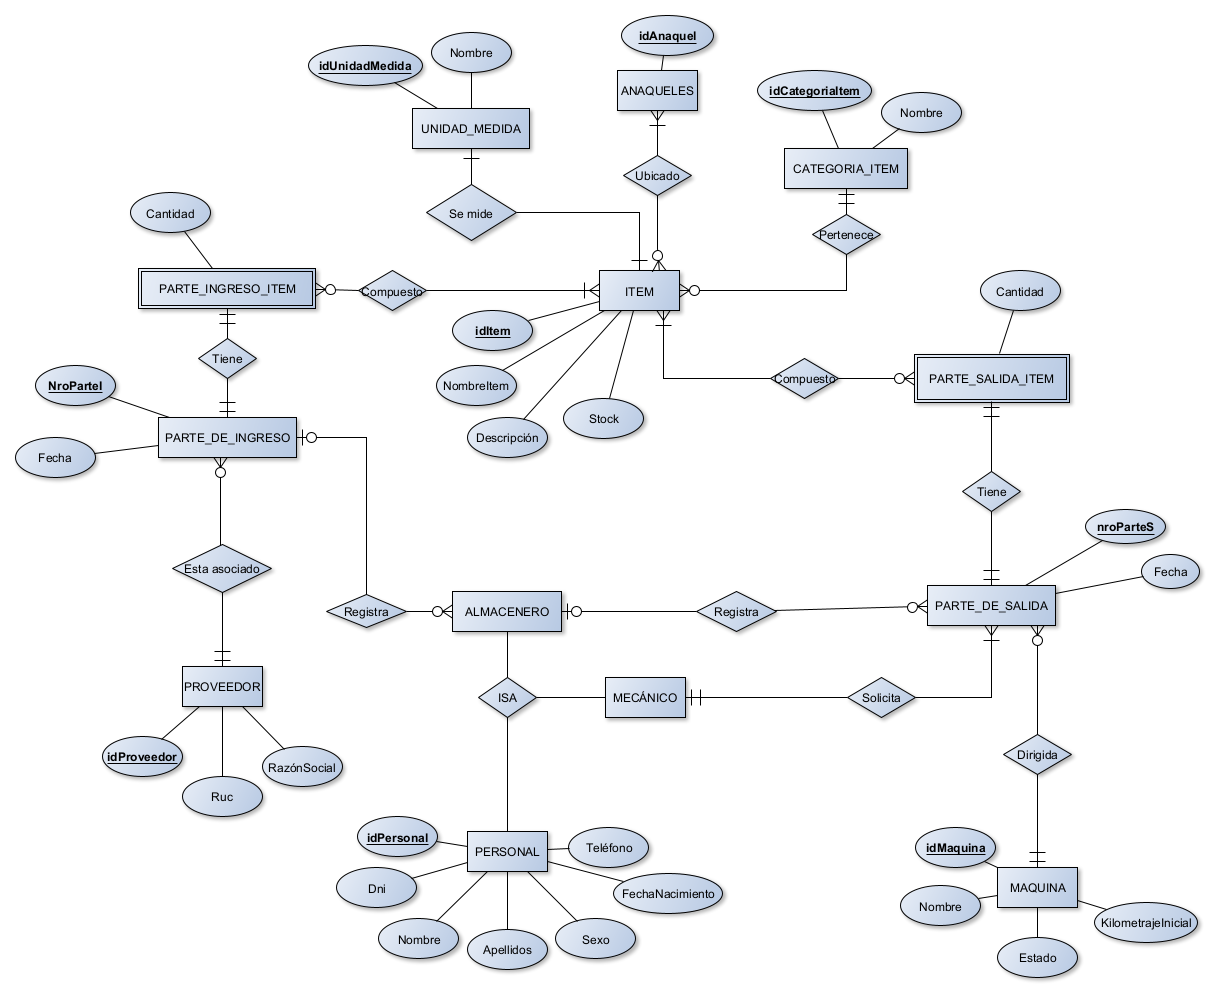 idAnaquel
Nombre
idUnidadMedida
ANAQUELES
idCategoriaItem
Nombre
UNIDAD_MEDIDA
CATEGORIA_ITEM
Ubicado
Cantidad
Se mide
Pertenece
PARTE_INGRESO_ITEM
Compuesto
ITEM
Cantidad
idItem
Tiene
NroParteI
NombreItem
Compuesto
PARTE_SALIDA_ITEM
Stock
PARTE_DE_INGRESO
Descripción
Fecha
Tiene
nroParteS
Esta asociado
Fecha
Registra
ALMACENERO
Registra
PARTE_DE_SALIDA
PROVEEDOR
ISA
MECÁNICO
Solicita
idProveedor
RazónSocial
Dirigida
Ruc
idPersonal
Teléfono
PERSONAL
idMaquina
Dni
FechaNacimiento
MAQUINA
Nombre
KilometrajeInicial
Nombre
Apellidos
Sexo
Estado